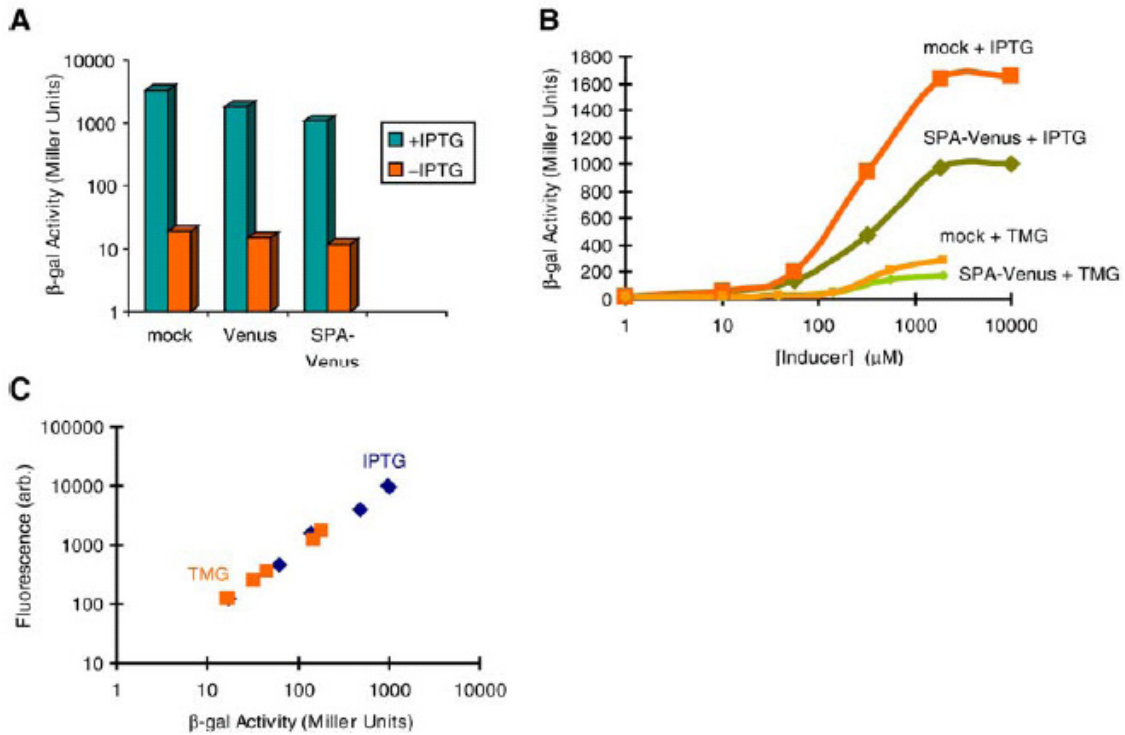 A
β-gal Activity (Miller Units)
10000
1000
100
10
1
mock
Venus
SPA-
Venus
+IPTG
−IPTG
B
β-gal Activity (Miller Units)
1800
1600
1400
1200
1000
800
600
400
200
0
mock + IPTG
SPA-Venus + IPTG
mock + TMG
SPA-Venus + TMG
1 10 100 1000 10000
[Inducer] (μM)
C
Fluorescence (arb.)
100000
10000
1000
100
10
IPTG
TMG
1 10 100 1000 10000
β-gal Activity (Miller Units)